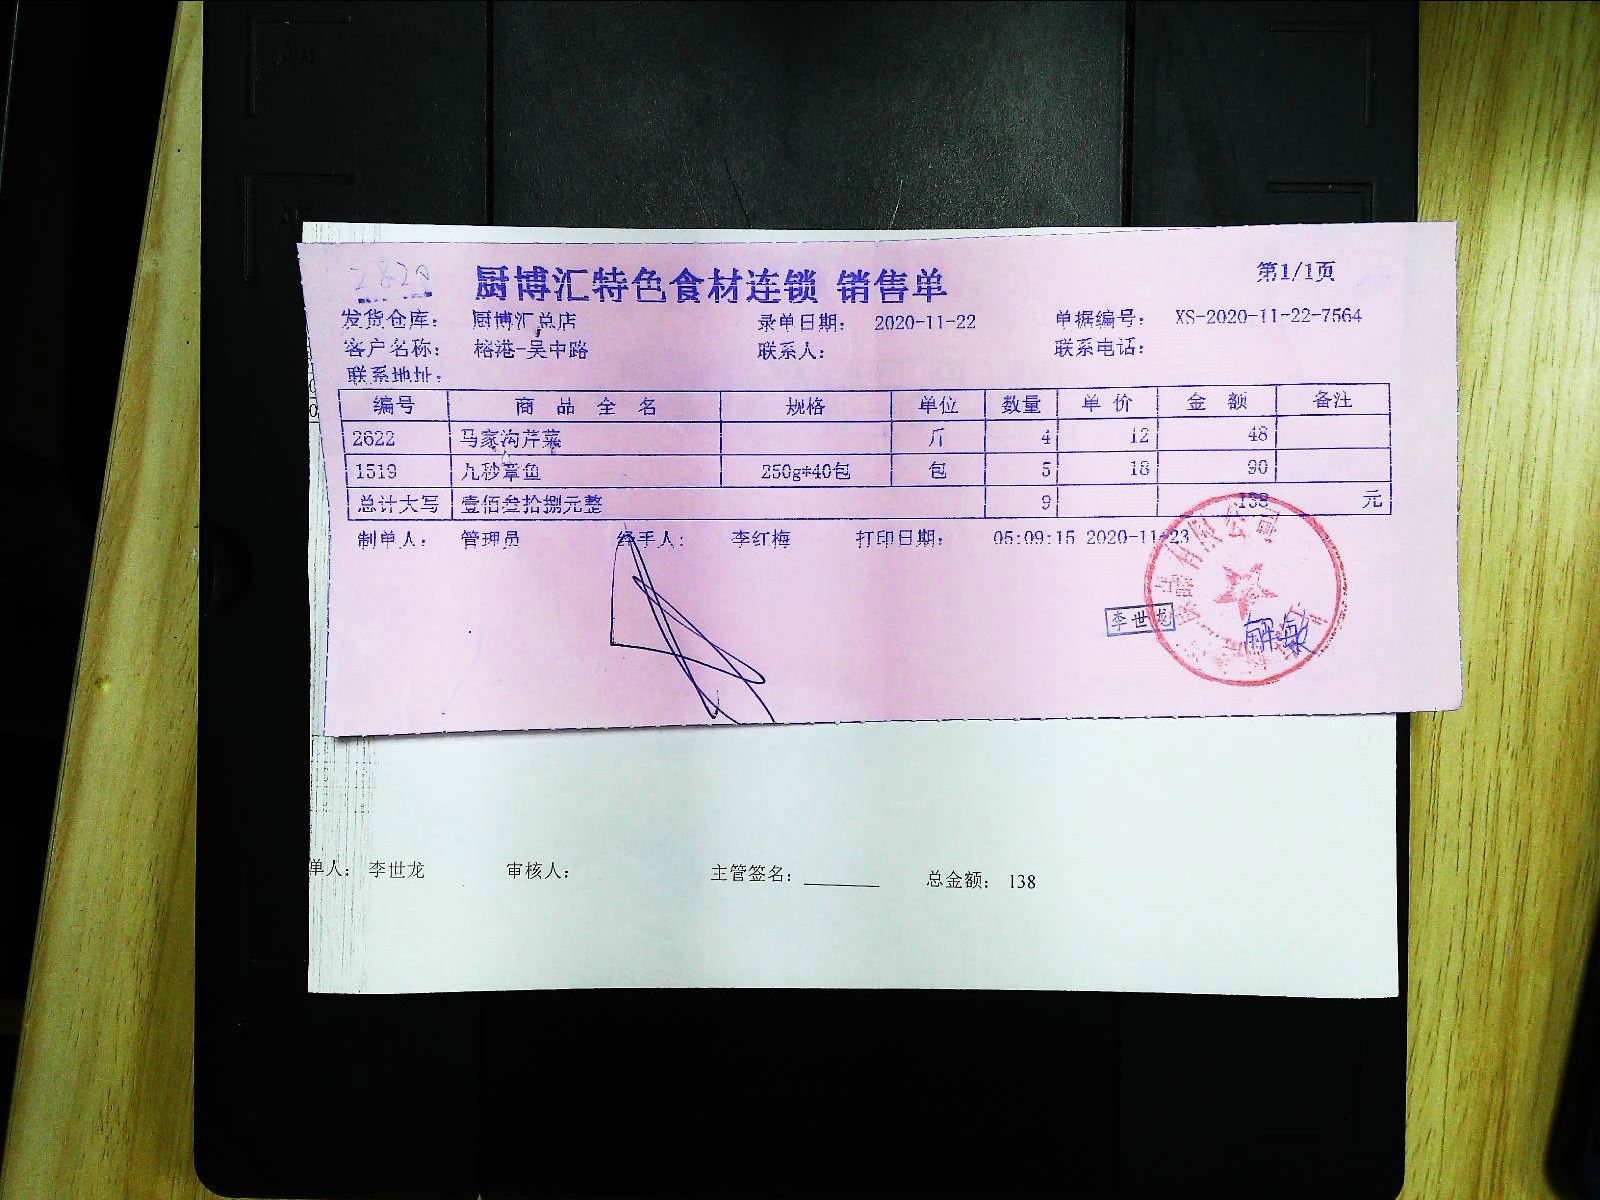 2829
厨博汇特色食材连锁 销售单 第1/1页
发货仓库： 厨博汇总店 录单日期： 2020-11-22 单据编号： XS-2020-11-22-7564
客户名称： 榕港-吴中路 联系人： 联系电话：
联系地址：
编号 商品全名 规格 单位 数量 单价 金额 备注
2622 马家沟芹菜 斤 4 12 48
1519 九秒章鱼 250g*40包 包 5 18 90
总计大写 壹佰叁拾捌元整 9 138 元
制单人： 管理员 经手人： 李红梅 打印日期： 05:09:15 2020-11-23
有限公司
李世龙
解敏
单人： 李世龙 审核人： 主管签名： 总金额： 138